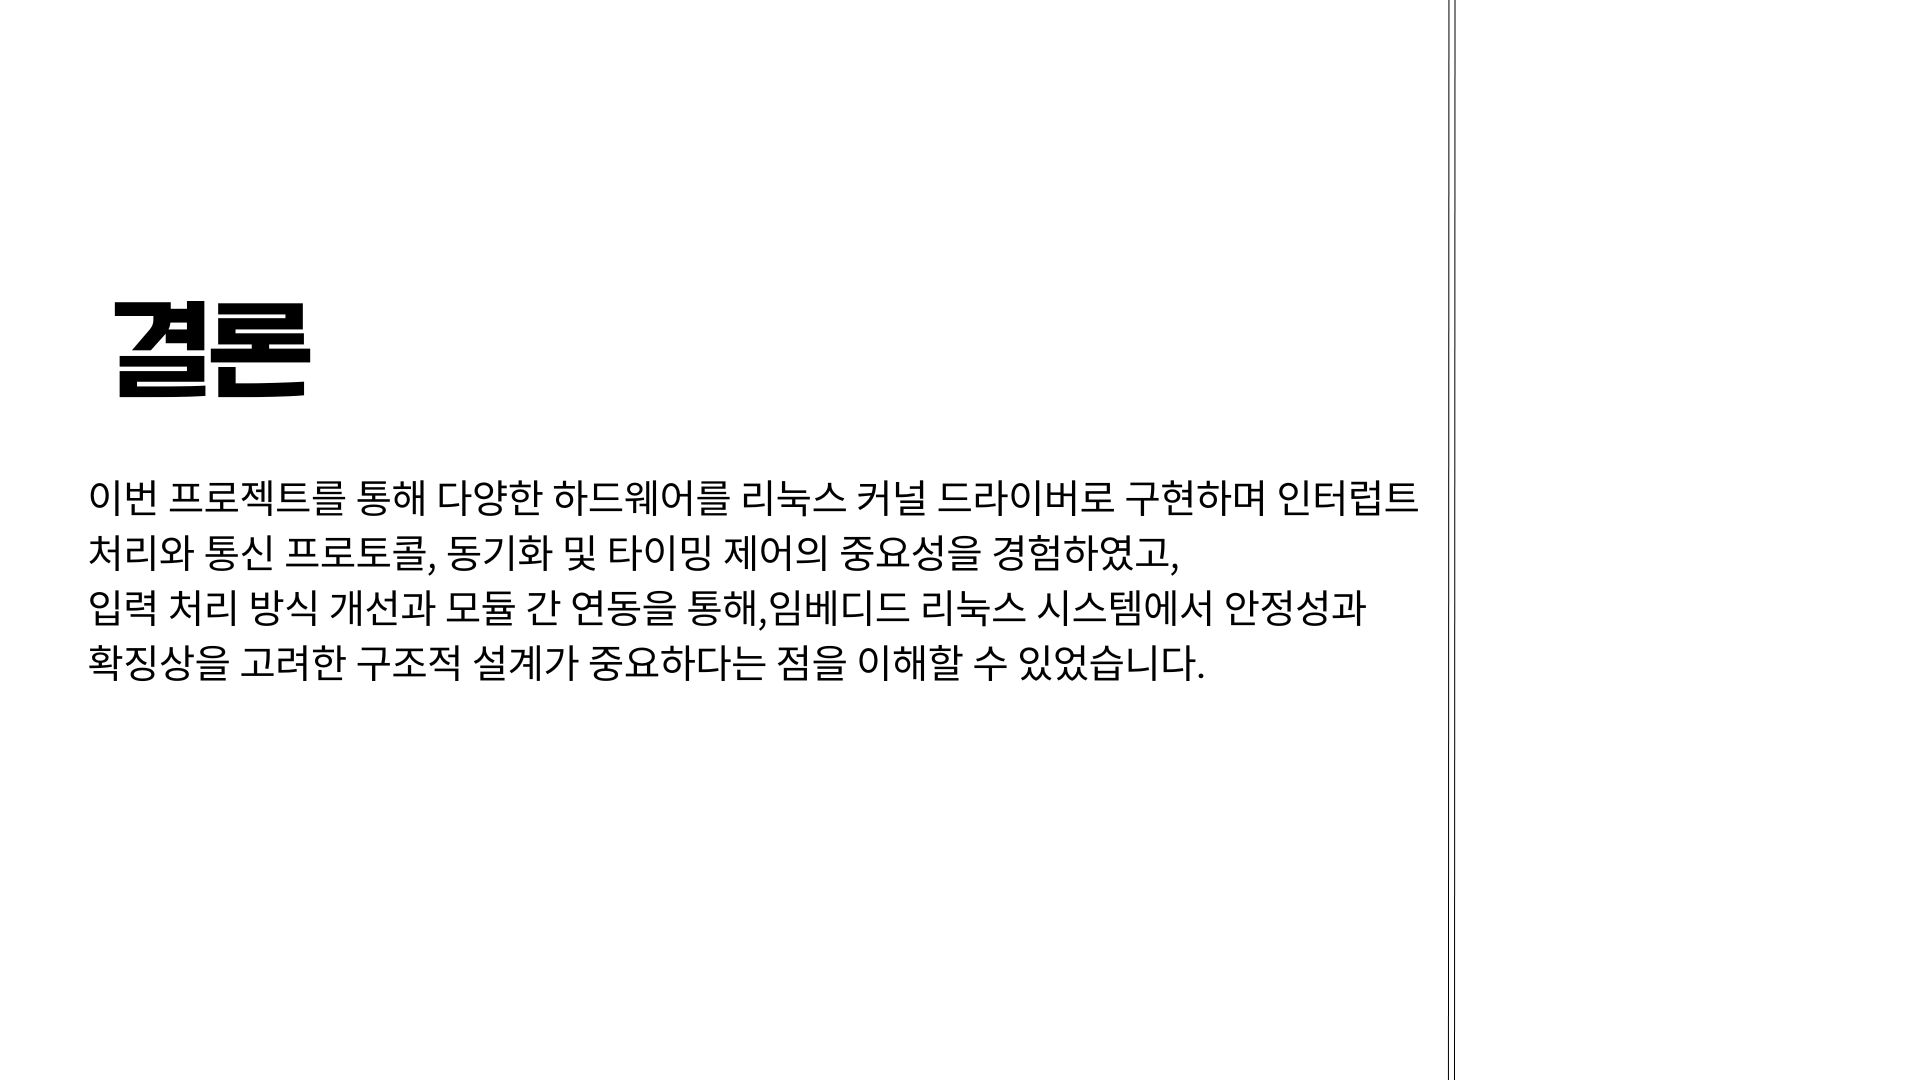 결론
이번 프로젝트를 통해 다양한 하드웨어를 리눅스 커널 드라이버로 구현하며 인터럽트
처리와 통신 프로토콜, 동기화 및 타이밍 제어의 중요성을 경험하였고,
입력 처리 방식 개선과 모듈 간 연동을 통해,임베디드 리눅스 시스템에서 안정성과
확징상을 고려한 구조적 설계가 중요하다는 점을 이해할 수 있었습니다.